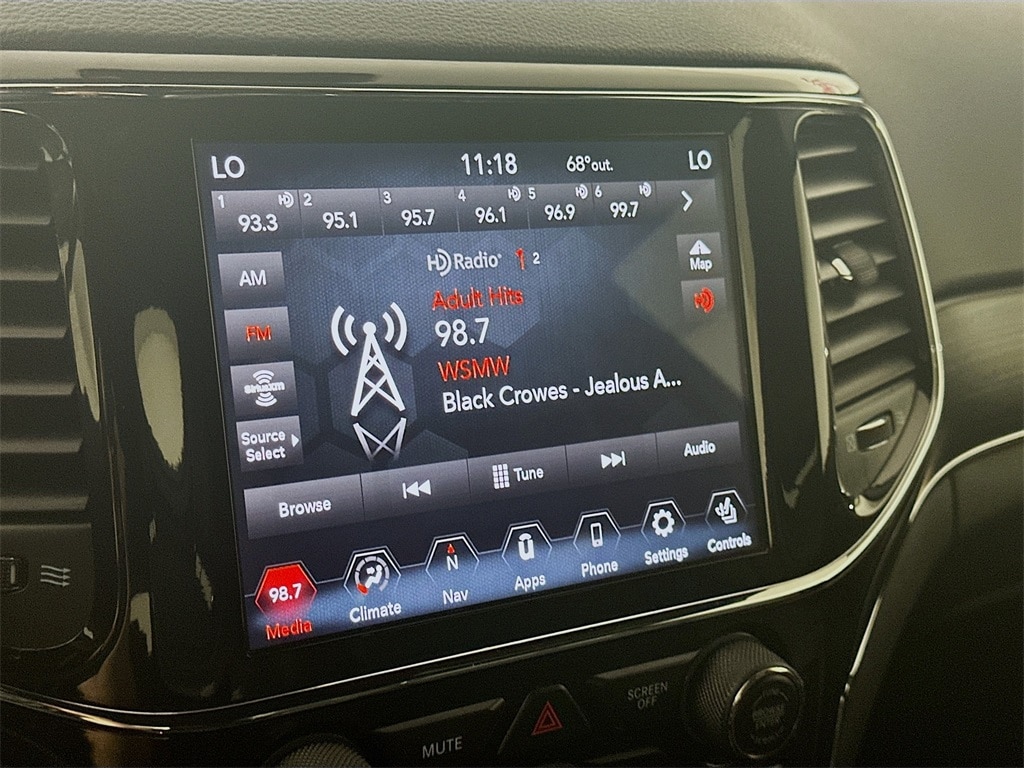 LO 11:18 68°out. LO
1 2 3 4 5 6
93.3 95.1 95.7 96.1 96.9 99.7
HD Radio 1 2
Map
AM
Adult Hits
98.7
FM
WSMW
Black Crowes - Jealous A...
SiriusXM
Source
Select
Browse Tune Audio
98.7 N
Media Climate Nav Apps Phone Settings Controls
MUTE
SCREEN
OFF